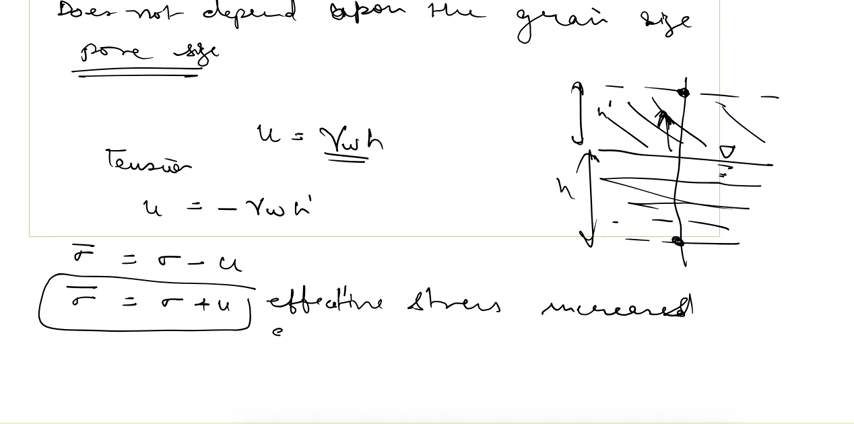 Does not depend upon the grain size
pore size
u = γw h
Tension
u = - γw h'
σ̄ = σ - u
σ̄ = σ + u effective stress increased
e
h'
h